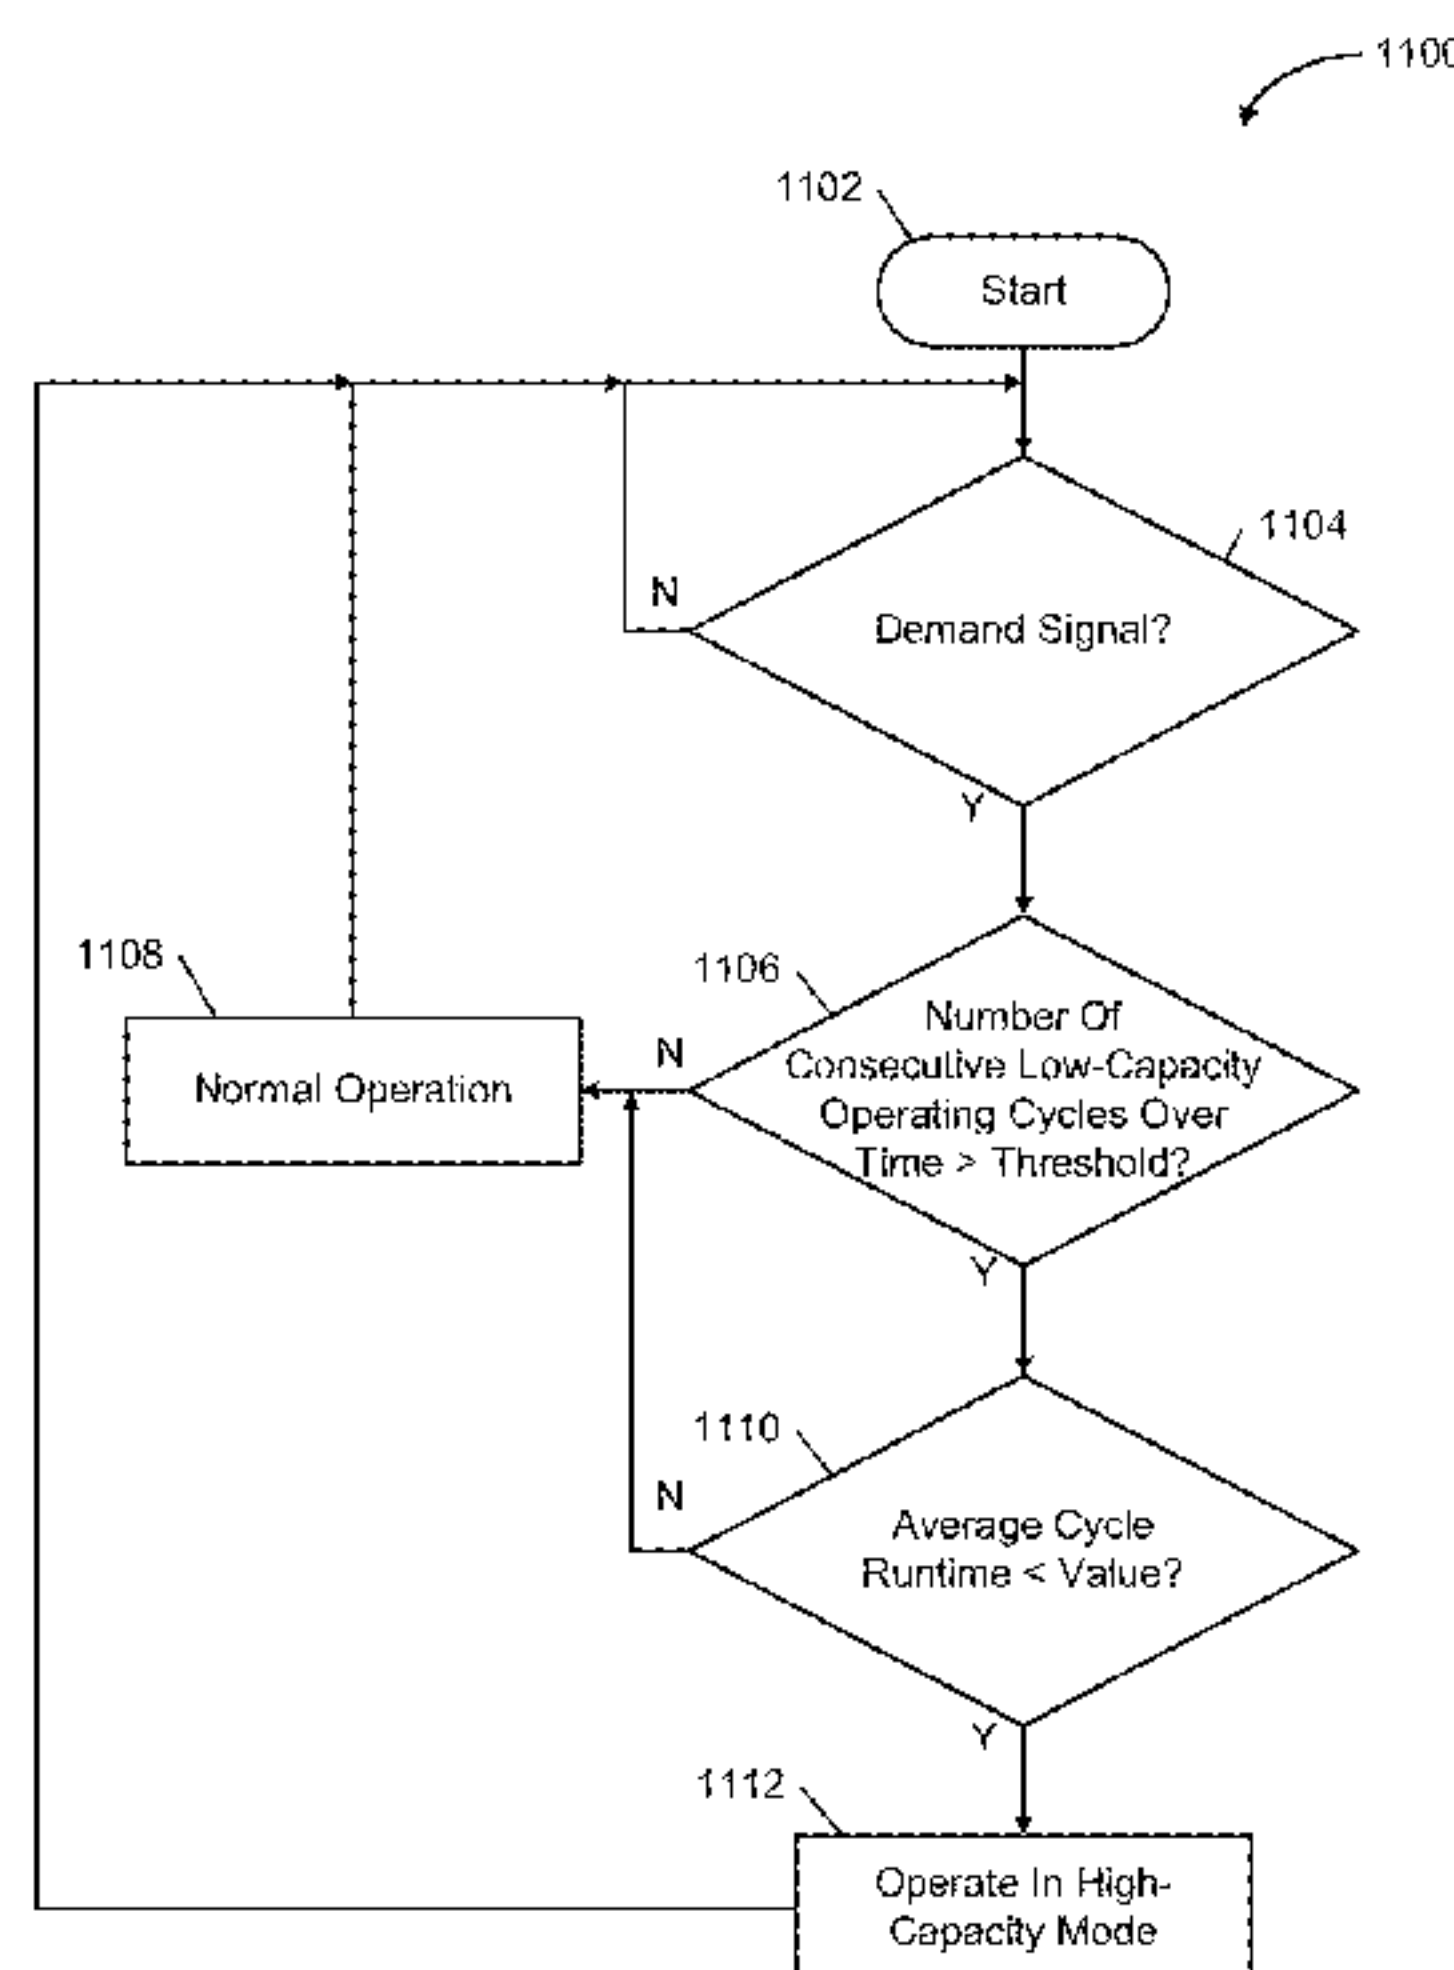 1100
1102
Start
1104
N
Demand Signal?
Y
1108
1106
Normal Operation
N
Number Of
Consecutive Low-Capacity
Operating Cycles Over
Time > Threshold?
Y
1110
N
Average Cycle
Runtime < Value?
Y
1112
Operate In High-
Capacity Mode